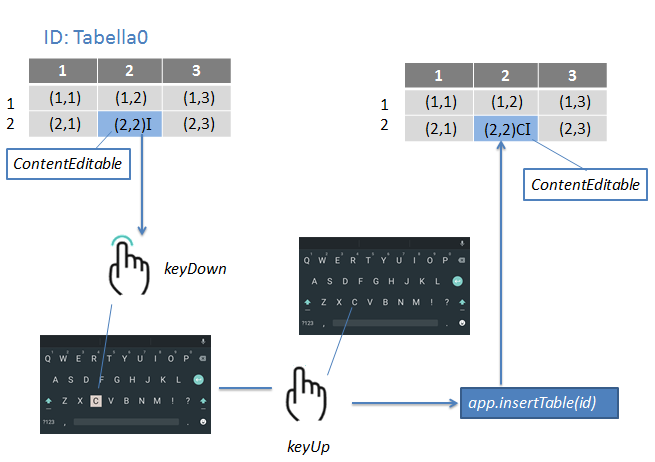 ID: Tabella0
1 2 3
1 (1,1) (1,2) (1,3)
2 (2,1) (2,2)I (2,3)
ContentEditable
1 2 3
1 (1,1) (1,2) (1,3)
2 (2,1) (2,2)CI (2,3)
ContentEditable
keyDown
Q W E R T Y U I O P
A S D F G H J K L
Z X C V B N M ! ?
?123 , .
Q W E R T Y U I O P
A S D F G H J K L
Z X C V B N M ! ?
?123 , .
keyUp
app.insertTable(id)